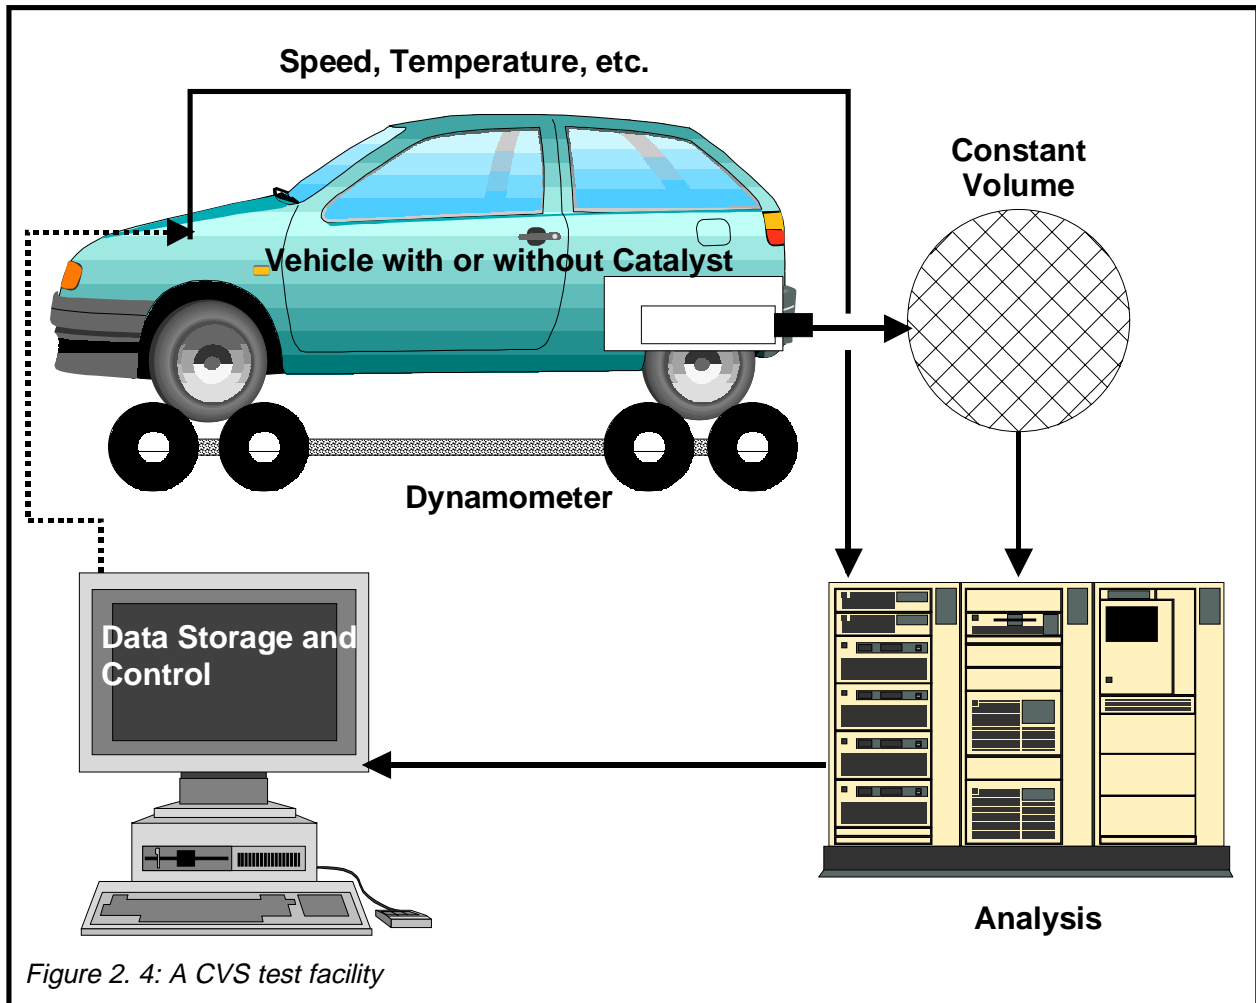 Speed, Temperature, etc.
Constant
Volume
Vehicle with or without Catalyst
Dynamometer
Data Storage and
Control
Analysis
Figure 2. 4: A CVS test facility